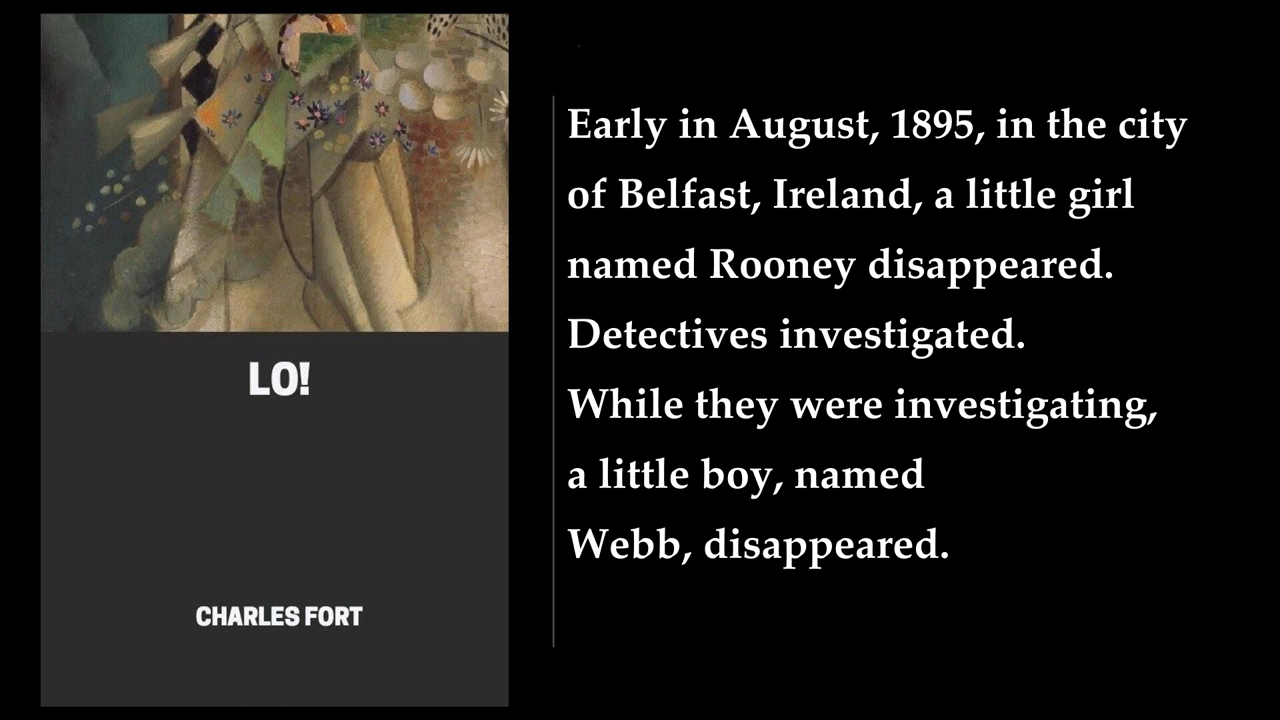 LO!
CHARLES FORT
Early in August, 1895, in the city
of Belfast, Ireland, a little girl
named Rooney disappeared.
Detectives investigated.
While they were investigating,
a little boy, named
Webb, disappeared.